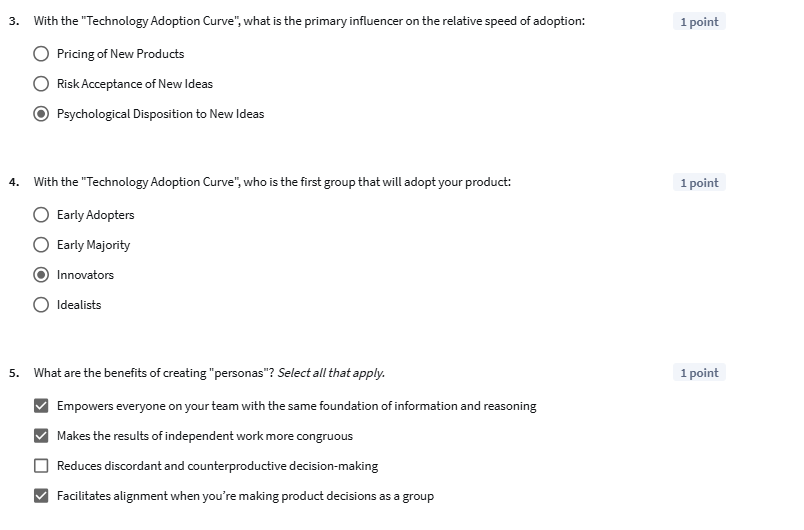 3. With the "Technology Adoption Curve", what is the primary influencer on the relative speed of adoption: 1 point
Pricing of New Products
Risk Acceptance of New Ideas
Psychological Disposition to New Ideas
4. With the "Technology Adoption Curve", who is the first group that will adopt your product: 1 point
Early Adopters
Early Majority
Innovators
Idealists
5. What are the benefits of creating "personas"? Select all that apply. 1 point
Empowers everyone on your team with the same foundation of information and reasoning
Makes the results of independent work more congruous
Reduces discordant and counterproductive decision-making
Facilitates alignment when you're making product decisions as a group